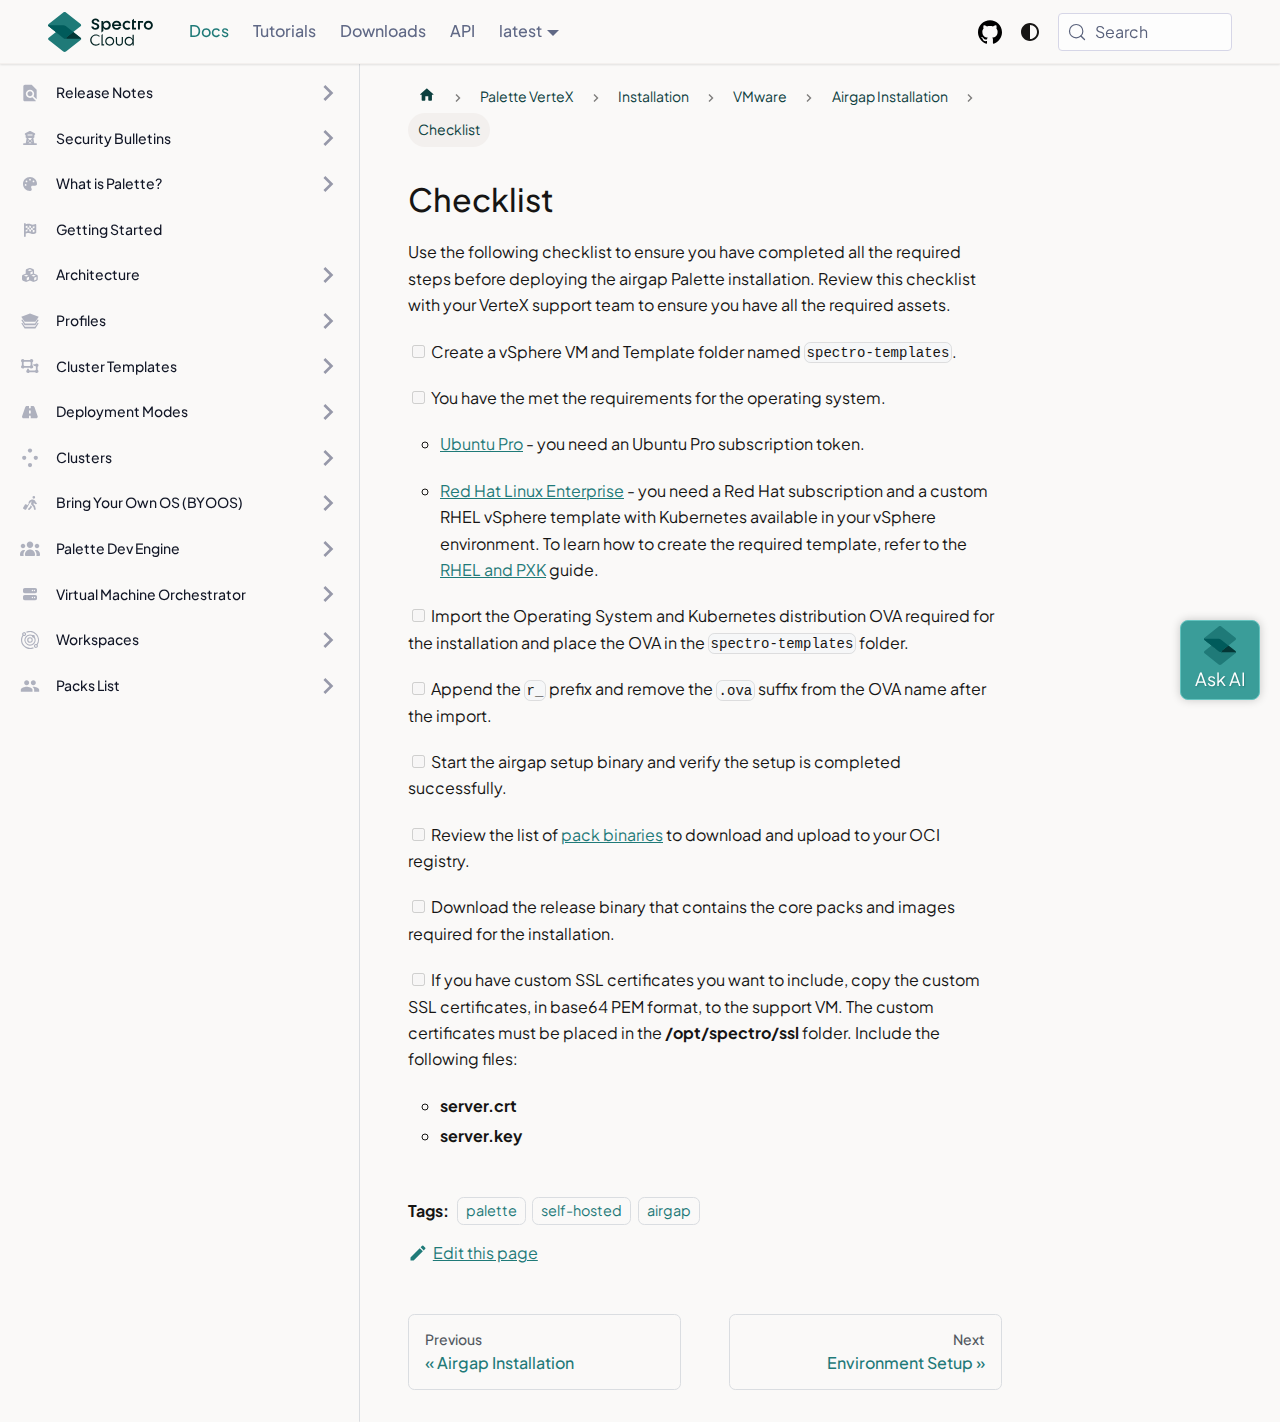 Spectro Cloud
Docs
Tutorials
Downloads
API
latest
Search
Release Notes
Security Bulletins
What is Palette?
Getting Started
Architecture
Profiles
Cluster Templates
Deployment Modes
Clusters
Bring Your Own OS (BYOOS)
Palette Dev Engine
Virtual Machine Orchestrator
Workspaces
Packs List
Palette VerteX
Installation
VMware
Airgap Installation
Checklist
Checklist
Use the following checklist to ensure you have completed all the required
steps before deploying the airgap Palette installation. Review this checklist
with your VerteX support team to ensure you have all the required assets.
Create a vSphere VM and Template folder named spectro-templates.
You have the met the requirements for the operating system.
Ubuntu Pro - you need an Ubuntu Pro subscription token.
Red Hat Linux Enterprise - you need a Red Hat subscription and a custom
RHEL vSphere template with Kubernetes available in your vSphere
environment. To learn how to create the required template, refer to the
RHEL and PXK guide.
Import the Operating System and Kubernetes distribution OVA required for
the installation and place the OVA in the spectro-templates folder.
Append the r_ prefix and remove the .ova suffix from the OVA name after
the import.
Start the airgap setup binary and verify the setup is completed
successfully.
Review the list of pack binaries to download and upload to your OCI
registry.
Download the release binary that contains the core packs and images
required for the installation.
If you have custom SSL certificates you want to include, copy the custom
SSL certificates, in base64 PEM format, to the support VM. The custom
certificates must be placed in the /opt/spectro/ssl folder. Include the
following files:
server.crt
server.key
Tags: palette self-hosted airgap
Edit this page
Previous
« Airgap Installation
Next
Environment Setup »
Ask AI